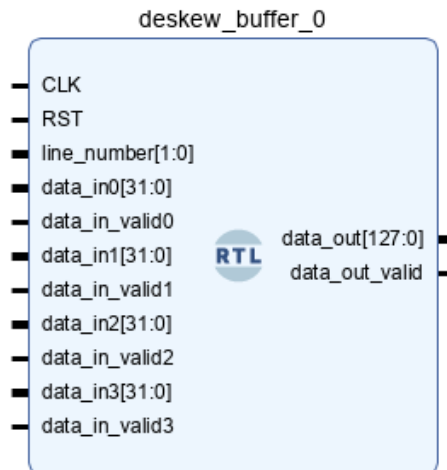 deskew_buffer_0
CLK
RST
line_number[1:0]
data_in0[31:0]
data_in_valid0
data_in1[31:0]
data_in_valid1
data_in2[31:0]
data_in_valid2
data_in3[31:0]
data_in_valid3
RTL
data_out[127:0]
data_out_valid